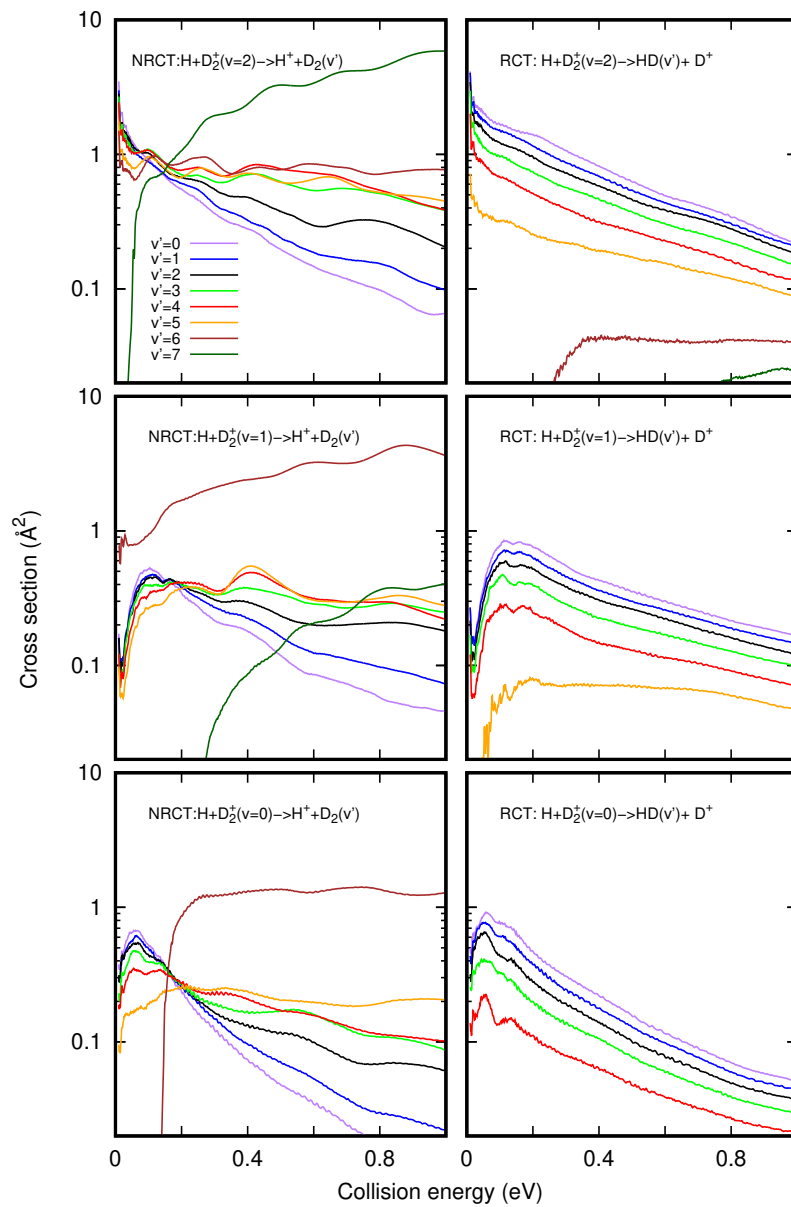 10
NRCT:H+D₂⁺(v=2)->H⁺+D₂(v')
RCT: H+D₂⁺(v=2)->HD(v')+ D⁺
1
v'=0
v'=1
v'=2
v'=3
v'=4
v'=5
v'=6
v'=7
0.1
10
NRCT:H+D₂⁺(v=1)->H⁺+D₂(v')
RCT: H+D₂⁺(v=1)->HD(v')+ D⁺
1
0.1
Cross section (Å²)
10
NRCT:H+D₂⁺(v=0)->H⁺+D₂(v')
RCT: H+D₂⁺(v=0)->HD(v')+ D⁺
1
0.1
0 0.4 0.8 0 0.4 0.8
Collision energy (eV)